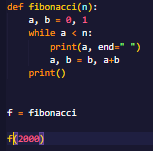 def fibonacci(n):
    a, b = 0, 1
    while a < n:
        print(a, end=" ")
        a, b = b, a+b
    print()
f = fibonacci
f(2000)